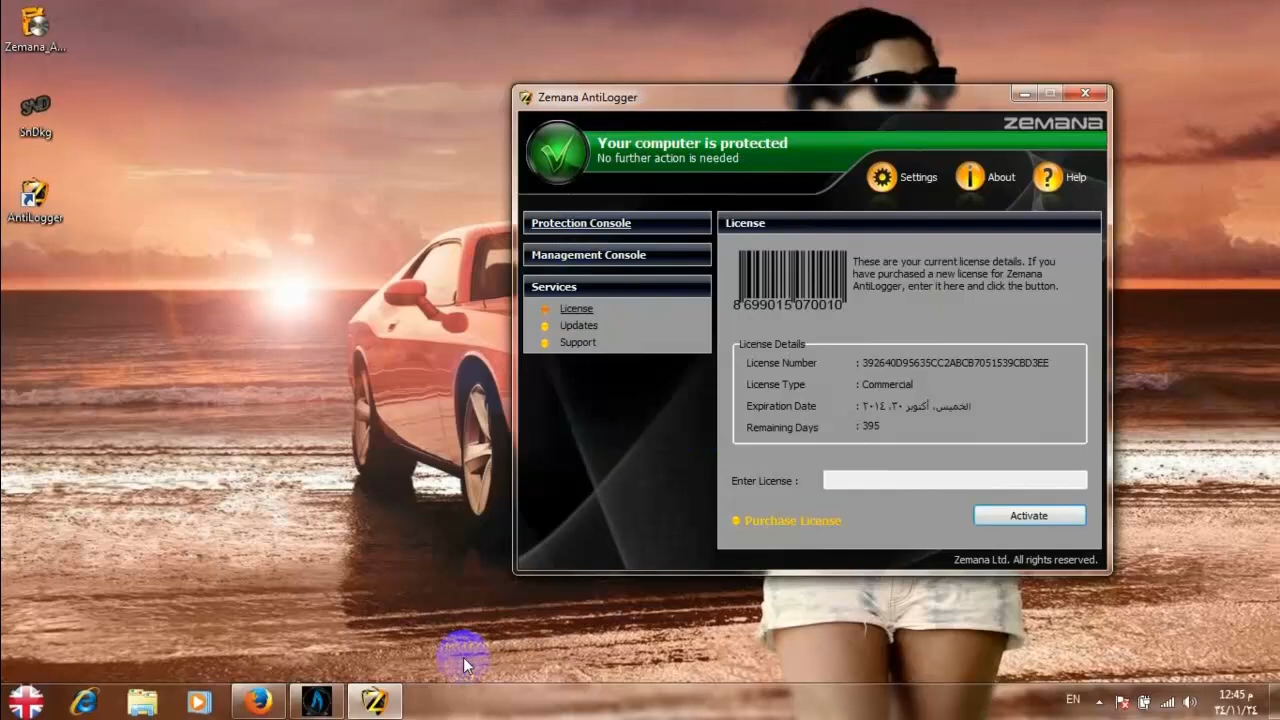 Zemana_A...
SND
SnDkg
AntiLogger
Zemana AntiLogger
ZEMANA
Your computer is protected
No further action is needed
Settings
About
Help
Protection Console
Management Console
Services
License
Updates
Support
License
8 699015 070010
These are your current license details. If you
have purchased a new license for Zemana
AntiLogger, enter it here and click the button.
License Details
License Number : 392640D95635CC2ABCB7051539CBD3EE
License Type : Commercial
Expiration Date : الخميس، أكتوبر ٣٠، ٢٠١٤
Remaining Days : 395
Enter License :
Purchase License
Activate
Zemana Ltd. All rights reserved.
EN
12:45 م
٣٤/١١/٢٤